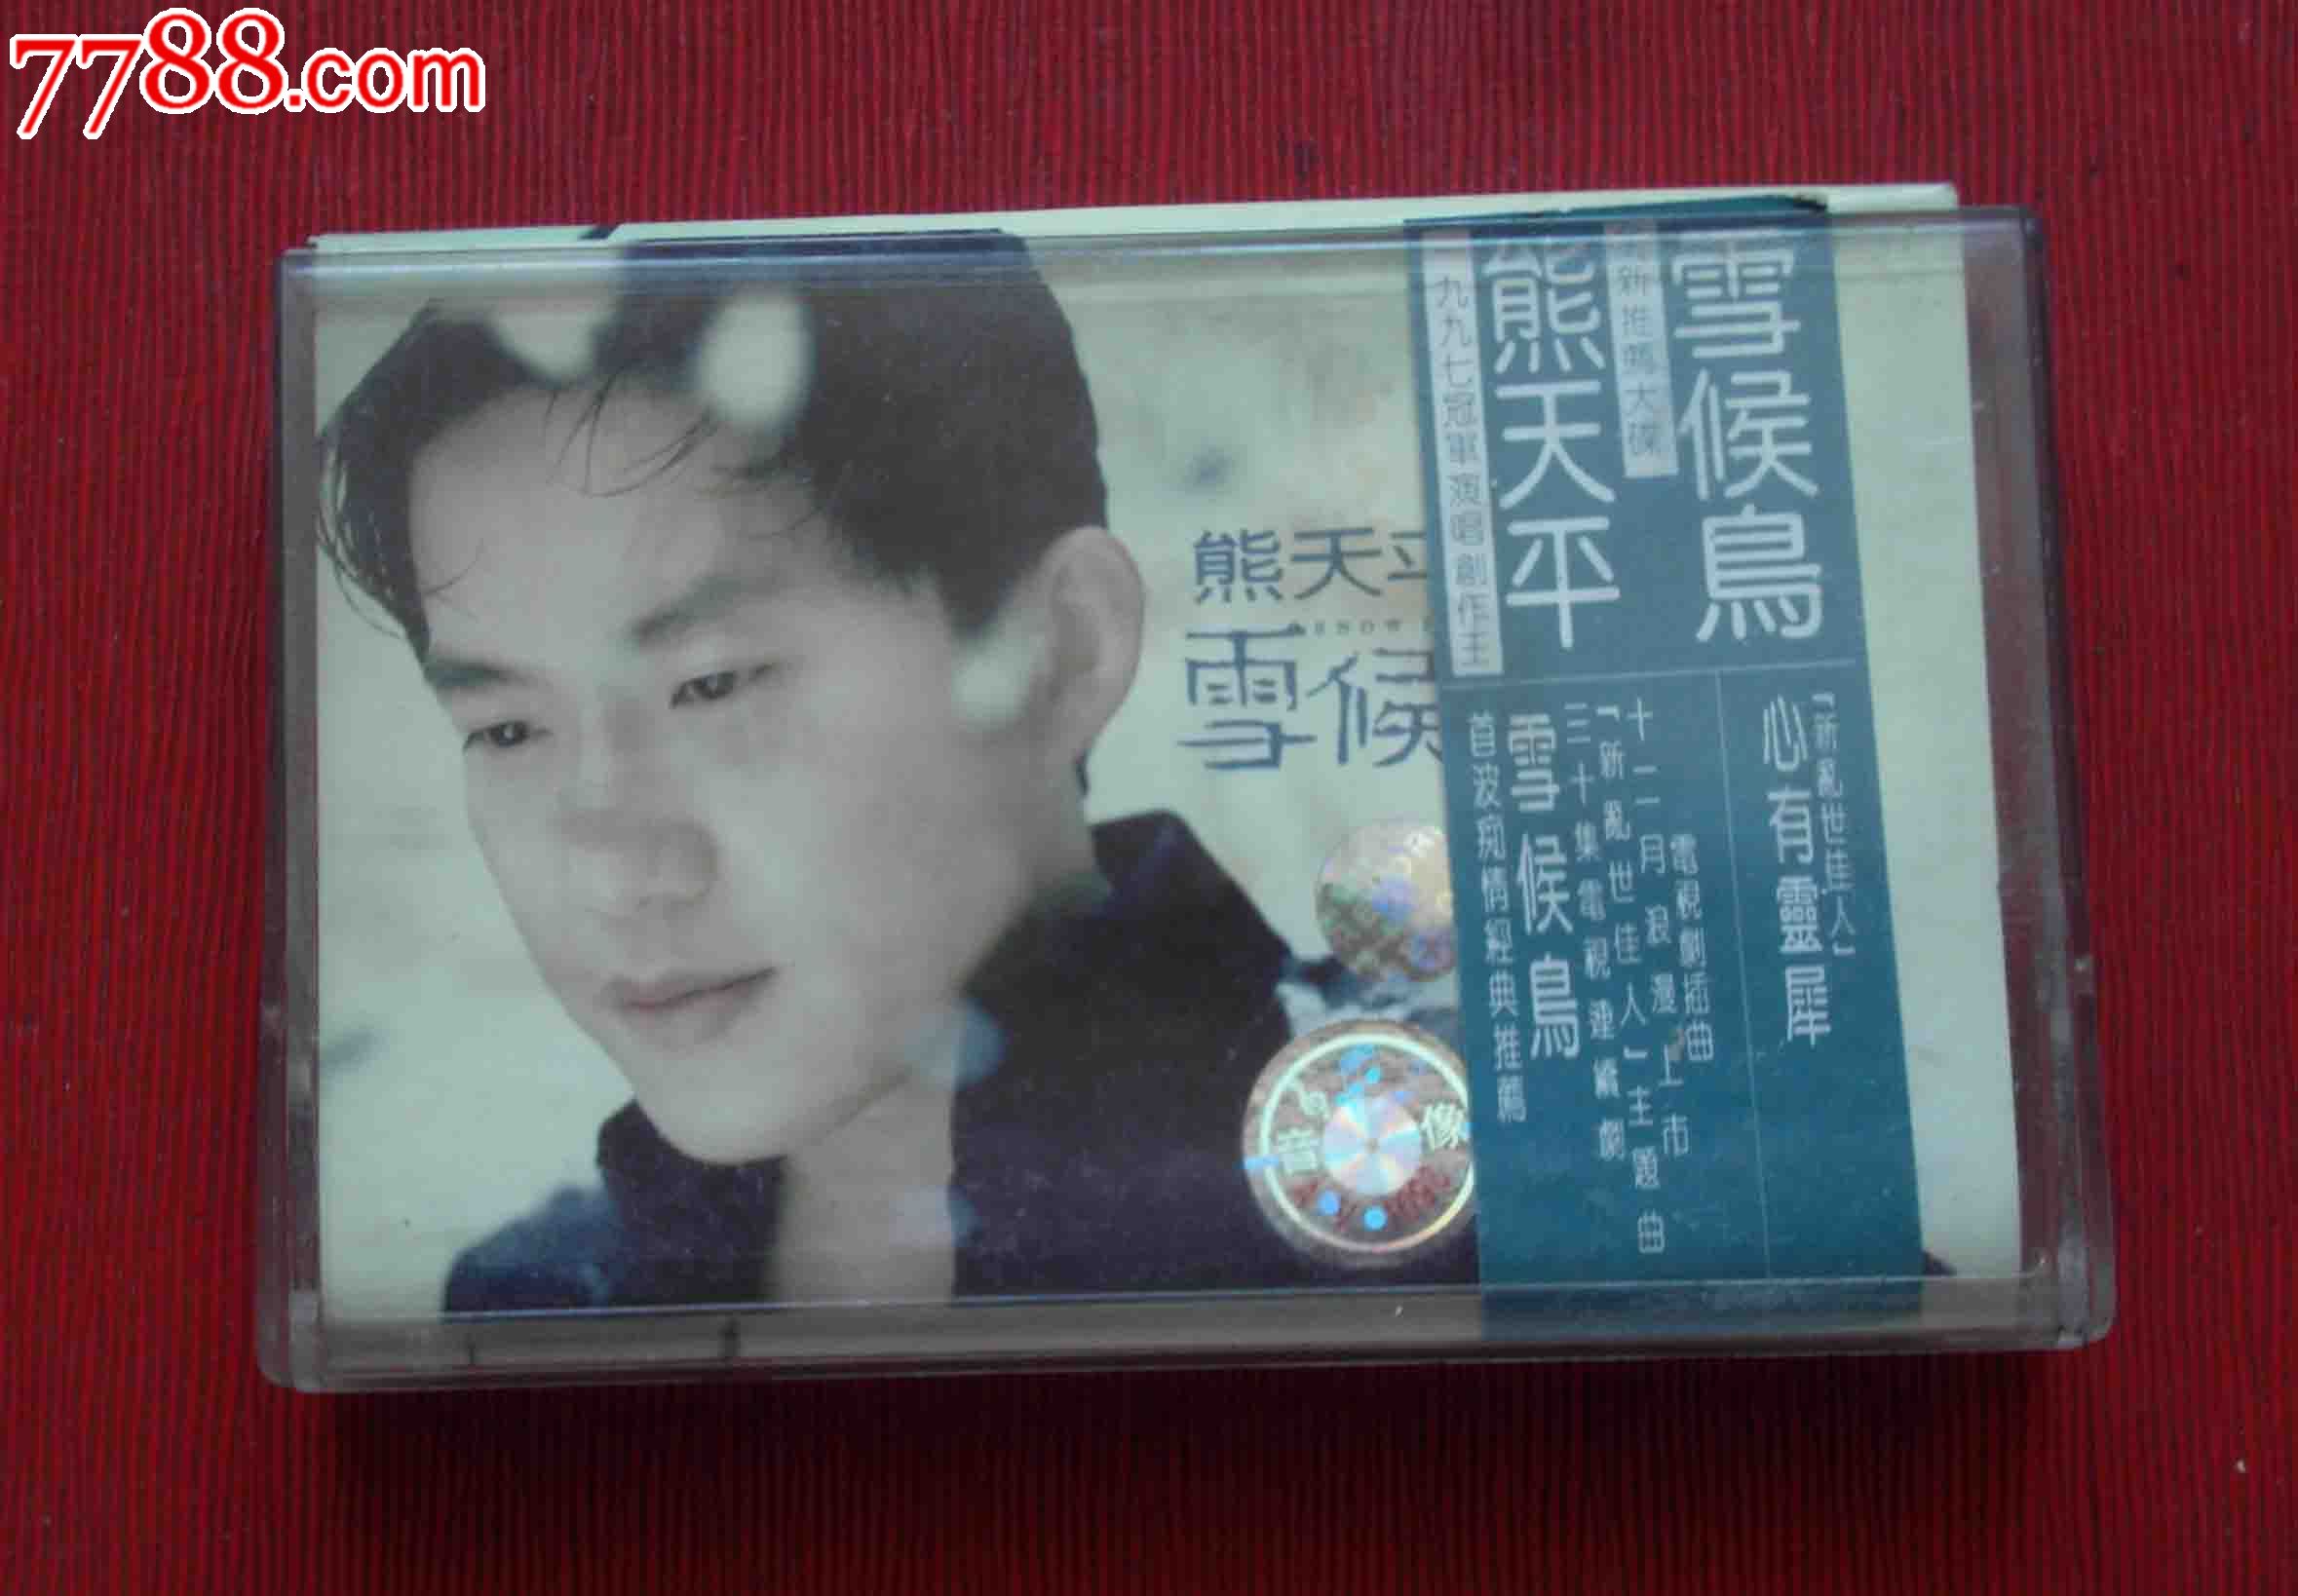 7788.com
熊天平
SNOW
雪候
音像
雪候鳥
新推薦大碟
熊天平
九九七冠軍演唱創作王
「新亂世佳人」
心有靈犀
電視劇插曲
十二月浪漫上市
「新亂世佳人」主題曲
三十集電視連續劇
雪候鳥
首波痴情經典推薦